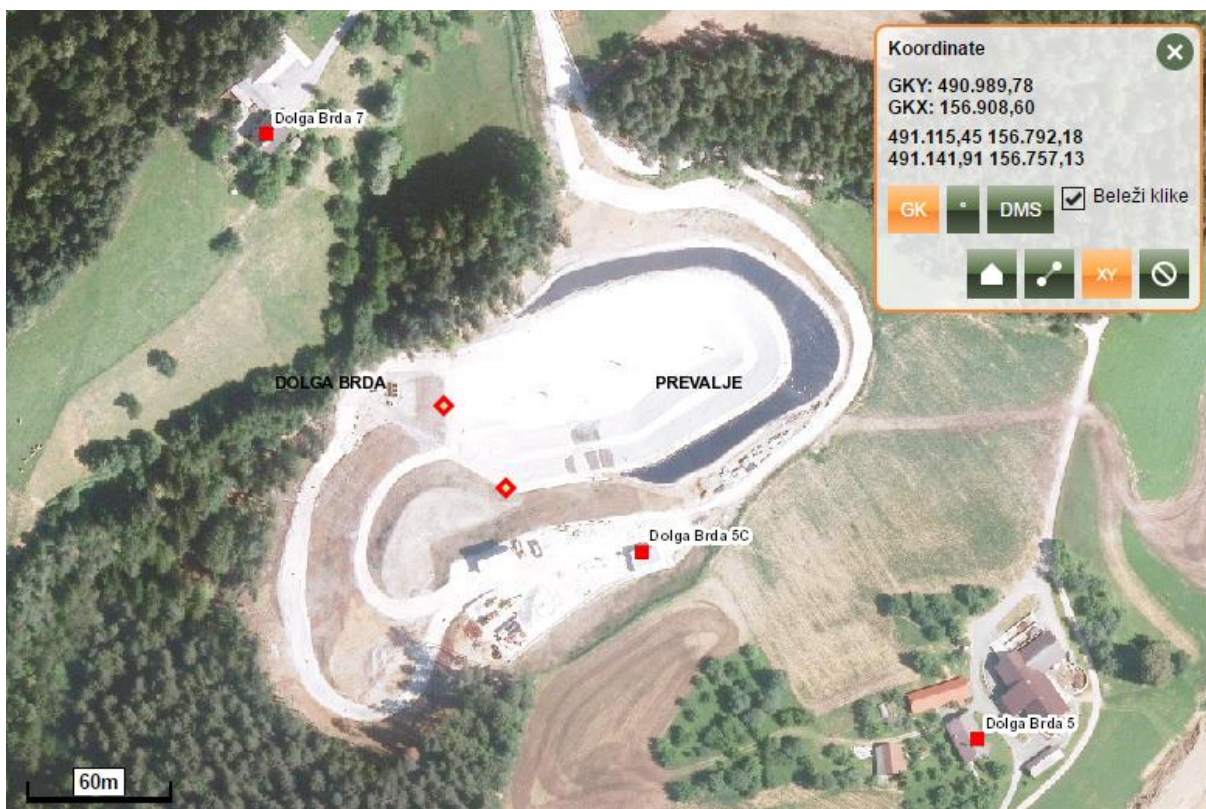 Koordinate
GKY: 490.989,78
GKX: 156.908,60
491.115,45 156.792,18
491.141,91 156.757,13
GK
°
DMS
Beleži klike
XY
Dolga Brda 7
DOLGA BRDA
PREVALJE
Dolga Brda 5C
Dolga Brda 5
60m